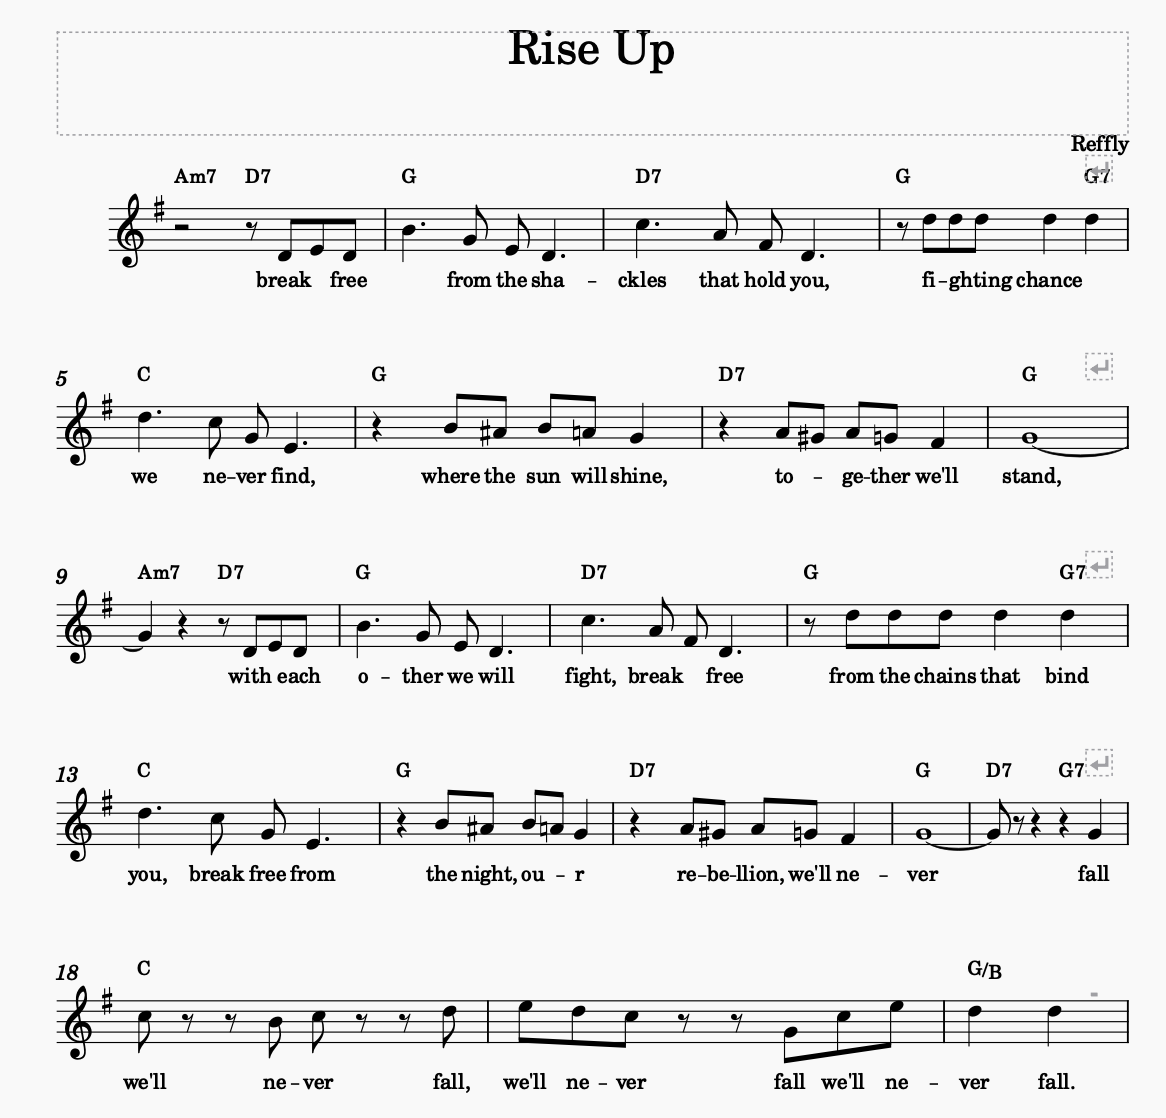 Rise Up
Reffly
Am7 D7 G D7 G G7
break free from the sha – ckles that hold you, fi – ghting chance
5 C G D7 G
we ne – ver find, where the sun will shine, to – ge – ther we'll stand,
9 Am7 D7 G D7 G G7
with each o – ther we will fight, break free from the chains that bind
13 C G D7 G D7 G7
you, break free from the night, ou – r re – be – llion, we'll ne – ver fall
18 C G/B
we'll ne – ver fall, we'll ne – ver fall we'll ne – ver fall.